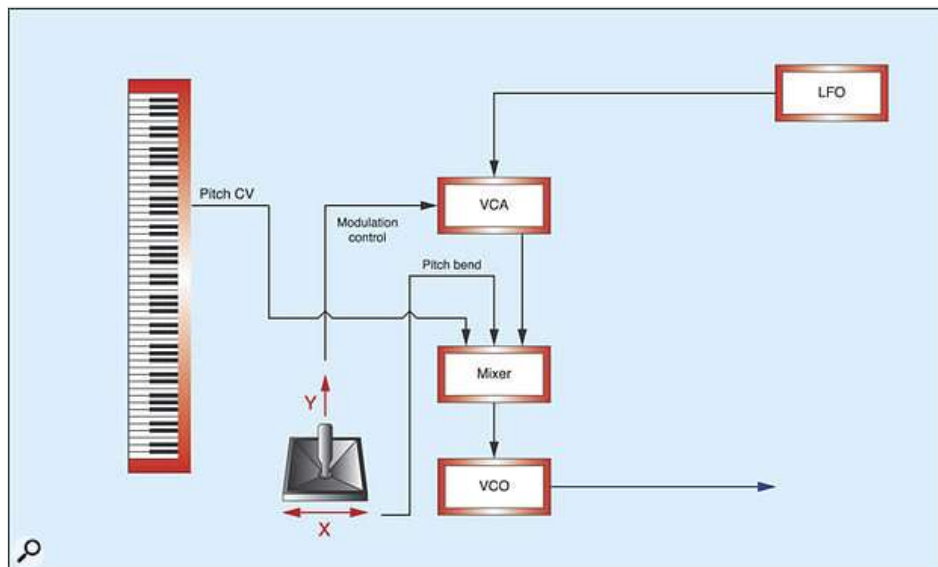 LFO
Pitch CV
VCA
Modulation
control
Pitch bend
Mixer
Y
VCO
X